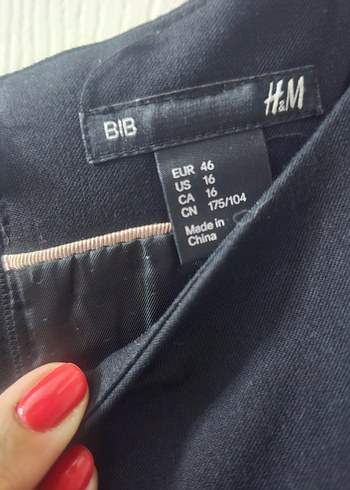 BIB
H&M
EUR 46
US 16
CA 16
CN 175/104
Made in
China